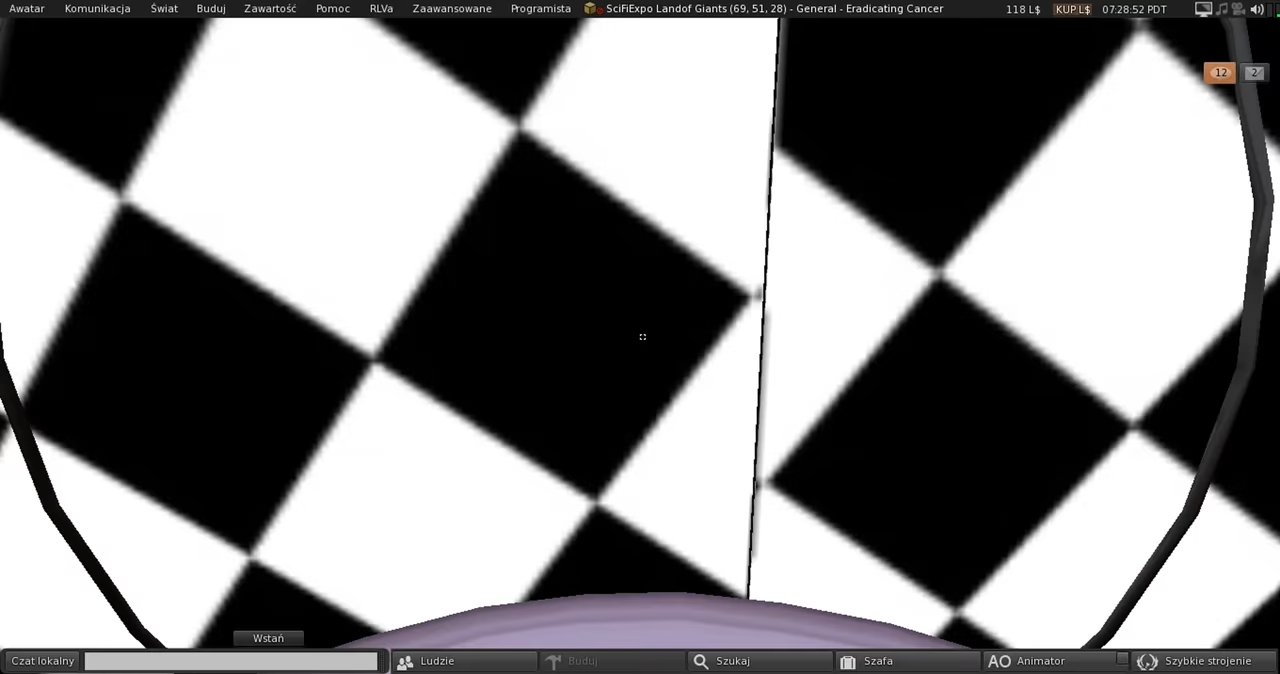 Awatar Komunikacja Świat Buduj Zawartość Pomoc RLVa Zaawansowane Programista SciFiExpo Landof Giants (69, 51, 28) - General - Eradicating Cancer 118 L$ KUP L$ 07:28:52 PDT
12 2
Wstań
Czat lokalny Ludzie Buduj Szukaj Szafa AO Animator Szybkie strojenie